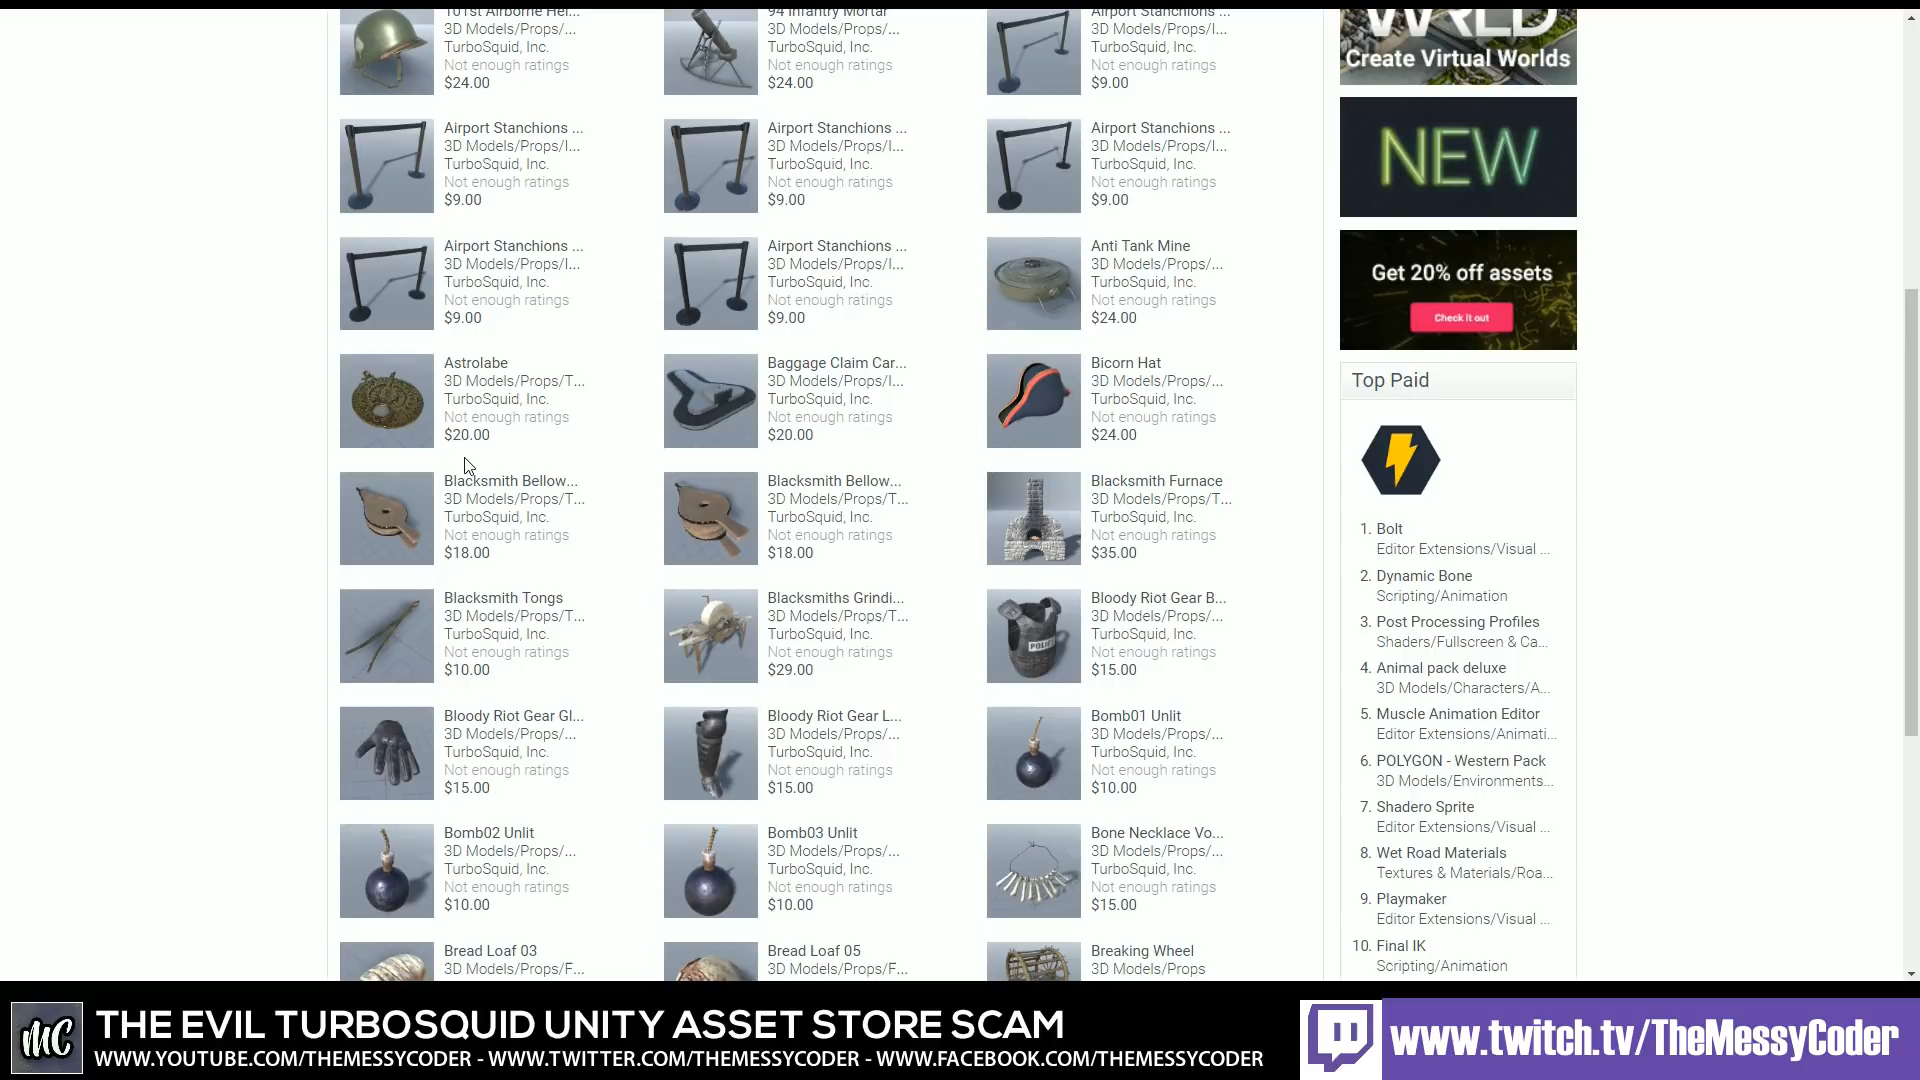 101st Airborne Hel...
3D Models/Props/...
TurboSquid, Inc.
Not enough ratings
$24.00
94 Infantry Mortar
3D Models/Props/...
TurboSquid, Inc.
Not enough ratings
$24.00
Airport Stanchions ...
3D Models/Props/I...
TurboSquid, Inc.
Not enough ratings
$9.00
Airport Stanchions ...
3D Models/Props/I...
TurboSquid, Inc.
Not enough ratings
$9.00
Airport Stanchions ...
3D Models/Props/I...
TurboSquid, Inc.
Not enough ratings
$9.00
Airport Stanchions ...
3D Models/Props/I...
TurboSquid, Inc.
Not enough ratings
$9.00
Airport Stanchions ...
3D Models/Props/I...
TurboSquid, Inc.
Not enough ratings
$9.00
Airport Stanchions ...
3D Models/Props/I...
TurboSquid, Inc.
Not enough ratings
$9.00
Anti Tank Mine
3D Models/Props/...
TurboSquid, Inc.
Not enough ratings
$24.00
Astrolabe
3D Models/Props/T...
TurboSquid, Inc.
Not enough ratings
$20.00
Baggage Claim Car...
3D Models/Props/I...
TurboSquid, Inc.
Not enough ratings
$20.00
Bicorn Hat
3D Models/Props/...
TurboSquid, Inc.
Not enough ratings
$24.00
Blacksmith Bellow...
3D Models/Props/T...
TurboSquid, Inc.
Not enough ratings
$18.00
Blacksmith Bellow...
3D Models/Props/T...
TurboSquid, Inc.
Not enough ratings
$18.00
Blacksmith Furnace
3D Models/Props/T...
TurboSquid, Inc.
Not enough ratings
$35.00
Blacksmith Tongs
3D Models/Props/T...
TurboSquid, Inc.
Not enough ratings
$10.00
Blacksmiths Grindi...
3D Models/Props/T...
TurboSquid, Inc.
Not enough ratings
$29.00
Bloody Riot Gear B...
3D Models/Props/...
TurboSquid, Inc.
Not enough ratings
$15.00
Bloody Riot Gear Gl...
3D Models/Props/...
TurboSquid, Inc.
Not enough ratings
$15.00
Bloody Riot Gear L...
3D Models/Props/...
TurboSquid, Inc.
Not enough ratings
$15.00
Bomb01 Unlit
3D Models/Props/...
TurboSquid, Inc.
Not enough ratings
$10.00
Bomb02 Unlit
3D Models/Props/...
TurboSquid, Inc.
Not enough ratings
$10.00
Bomb03 Unlit
3D Models/Props/...
TurboSquid, Inc.
Not enough ratings
$10.00
Bone Necklace Vo...
3D Models/Props/...
TurboSquid, Inc.
Not enough ratings
$15.00
Bread Loaf 03
3D Models/Props/F...
Bread Loaf 05
3D Models/Props/F...
Breaking Wheel
3D Models/Props
WRLD
Create Virtual Worlds
NEW
Get 20% off assets
Check it out
Top Paid
1. Bolt
Editor Extensions/Visual ...
2. Dynamic Bone
Scripting/Animation
3. Post Processing Profiles
Shaders/Fullscreen & Ca...
4. Animal pack deluxe
3D Models/Characters/A...
5. Muscle Animation Editor
Editor Extensions/Animati...
6. POLYGON - Western Pack
3D Models/Environments...
7. Shadero Sprite
Editor Extensions/Visual ...
8. Wet Road Materials
Textures & Materials/Roa...
9. Playmaker
Editor Extensions/Visual ...
10. Final IK
Scripting/Animation
MC
THE EVIL TURBOSQUID UNITY ASSET STORE SCAM
WWW.YOUTUBE.COM/THEMESSYCODER - WWW.TWITTER.COM/THEMESSYCODER - WWW.FACEBOOK.COM/THEMESSYCODER
www.twitch.tv/TheMessyCoder